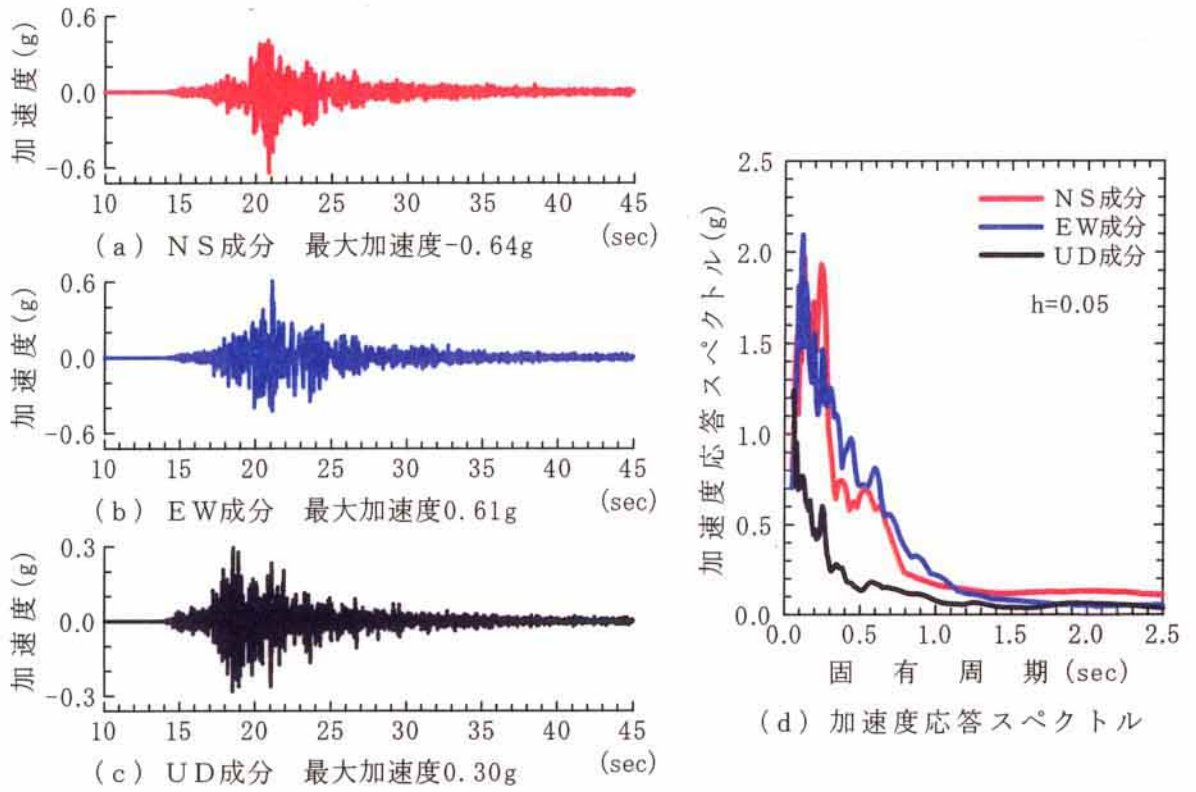 加速度(g)
0.6
0.0
-0.6
10 15 20 25 30 35 40 45
(a) NS成分 最大加速度-0.64g (sec)
加速度(g)
0.6
0.0
-0.6
10 15 20 25 30 35 40 45
(b) EW成分 最大加速度0.61g (sec)
加速度(g)
0.3
0.0
-0.3
10 15 20 25 30 35 40 45
(c) UD成分 最大加速度0.30g (sec)
加速度応答スペクトル(g)
2.5
2.0
1.5
1.0
0.5
0.0
NS成分
EW成分
UD成分
h=0.05
0.0 0.5 1.0 1.5 2.0 2.5
固有周期(sec)
(d) 加速度応答スペクトル